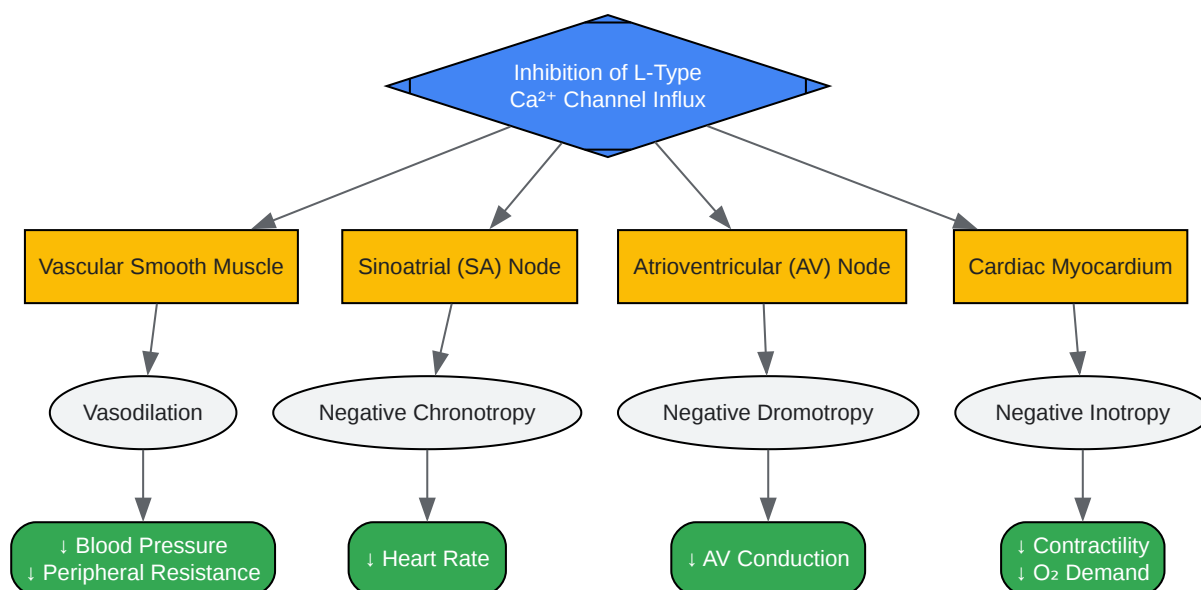 Inhibition of L-Type
Ca²⁺ Channel Influx
Vascular Smooth Muscle
Sinoatrial (SA) Node
Atrioventricular (AV) Node
Cardiac Myocardium
Vasodilation
Negative Chronotropy
Negative Dromotropy
Negative Inotropy
↓ Blood Pressure
↓ Peripheral Resistance
↓ Heart Rate
↓ AV Conduction
↓ Contractility
↓ O₂ Demand